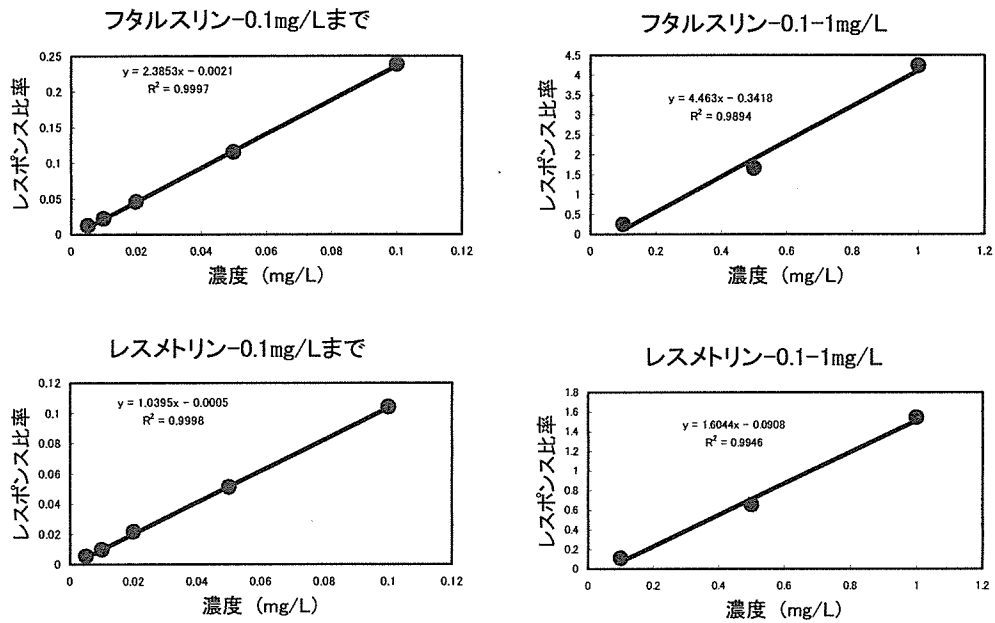 フタルスリン-0.1mg/Lまで
レスポンス比率
0.25
0.2
0.15
0.1
0.05
0
y = 2.3853x − 0.0021
R² = 0.9997
0 0.02 0.04 0.06 0.08 0.1 0.12
濃度 (mg/L)
フタルスリン-0.1-1mg/L
レスポンス比率
4.5
4
3.5
3
2.5
2
1.5
1
0.5
0
y = 4.463x − 0.3418
R² = 0.9894
0 0.2 0.4 0.6 0.8 1 1.2
濃度 (mg/L)
レスメトリン-0.1mg/Lまで
レスポンス比率
0.12
0.1
0.08
0.06
0.04
0.02
0
y = 1.0395x − 0.0005
R² = 0.9998
0 0.02 0.04 0.06 0.08 0.1 0.12
濃度 (mg/L)
レスメトリン-0.1-1mg/L
レスポンス比率
1.8
1.6
1.4
1.2
1
0.8
0.6
0.4
0.2
0
y = 1.6044x − 0.0908
R² = 0.9946
0 0.2 0.4 0.6 0.8 1 1.2
濃度 (mg/L)